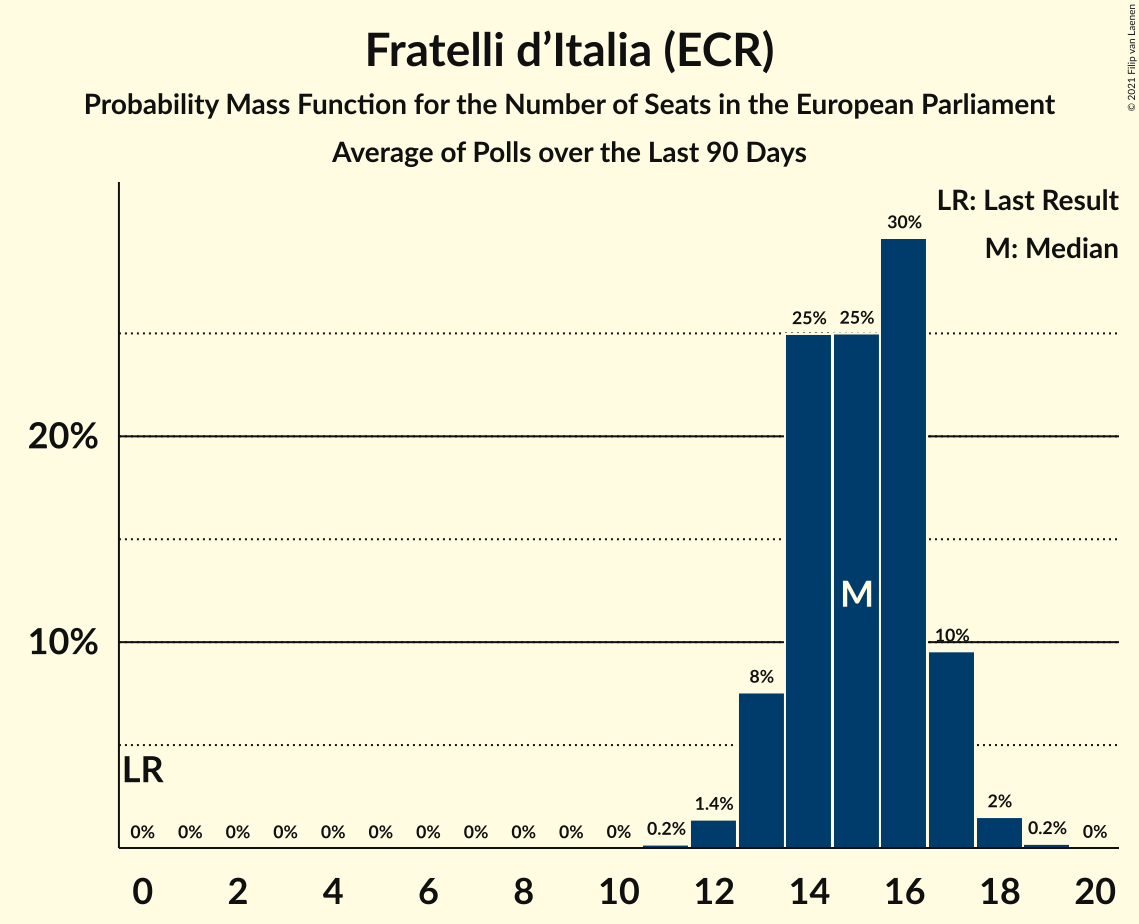 Fratelli d’Italia (ECR)
Probability Mass Function for the Number of Seats in the European Parliament
Average of Polls over the Last 90 Days
© 2021 Filip van Laenen
LR: Last Result
M: Median
30%
25% 25%
20%
M
10%
10%
8%
LR
1.4%
2%
0% 0% 0% 0% 0% 0% 0% 0% 0% 0% 0% 0.2% 0.2% 0%
0 2 4 6 8 10 12 14 16 18 20